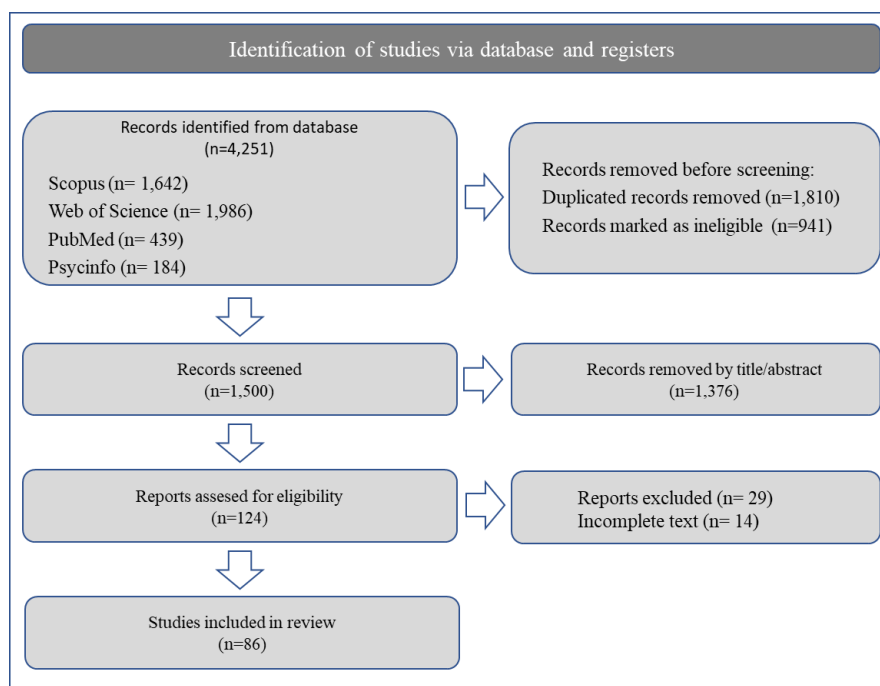 Identification of studies via database and registers
Records identified from database
(n=4,251)
Scopus (n= 1,642)
Web of Science (n= 1,986)
PubMed (n= 439)
Psycinfo (n= 184)
Records removed before screening:
Duplicated records removed (n=1,810)
Records marked as ineligible (n=941)
Records screened
(n=1,500)
Records removed by title/abstract
(n=1,376)
Reports assesed for eligibility
(n=124)
Reports excluded (n= 29)
Incomplete text (n= 14)
Studies included in review
(n=86)